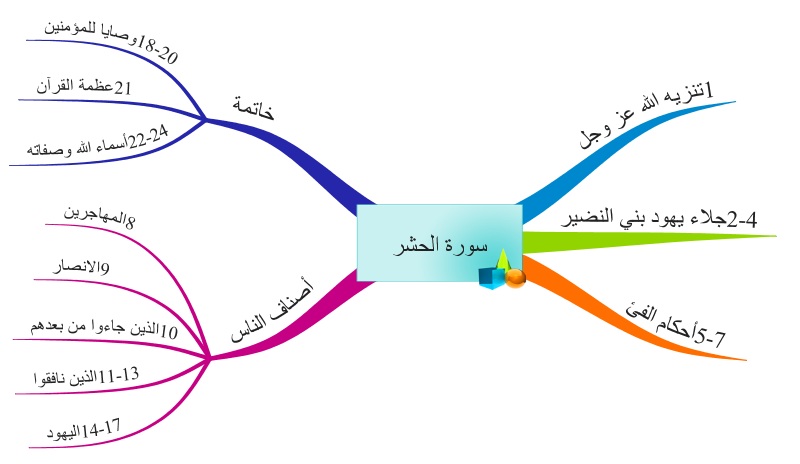 سورة الحشر
1تنزيه الله عز وجل
2-4جلاء يهود بني النضير
5-7أحكام الفئ
أصناف الناس
8المهاجرين
9الانصار
10الذين جاءوا من بعدهم
11-13الذين نافقوا
14-17اليهود
خاتمة
18-20وصايا للمؤمنين
21عظمة القرآن
22-24أسماء الله وصفاته